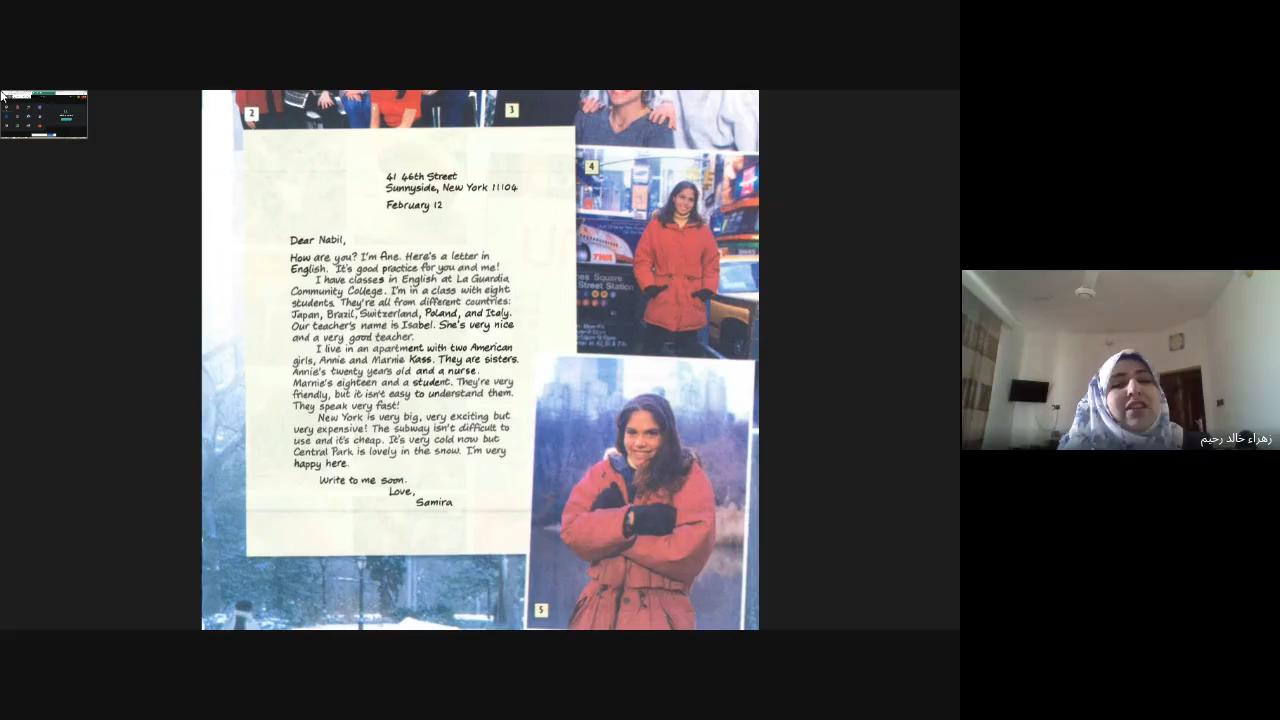 2
3
4
41 46th Street
Sunnyside, New York 11104
February 12
Dear Nabil,
How are you? I'm fine. Here's a letter in
English. It's good practice for you and me!
I have classes in English at La Guardia
Community College. I'm in a class with eight
students. They're all from different countries:
Japan, Brazil, Switzerland, Poland, and Italy.
Our teacher's name is Isabel. She's very nice
and a very good teacher.
I live in an apartment with two American
girls, Annie and Marnie Kass. They are sisters.
Annie's twenty years old and a nurse.
Marnie's eighteen and a student. They're very
friendly, but it isn't easy to understand them.
They speak very fast!
New York is very big, very exciting but
very expensive! The subway isn't difficult to
use and it's cheap. It's very cold now but
Central Park is lovely in the snow. I'm very
happy here.
Write to me soon.
Love,
Samira
Square
Street Station
5
زهراء خالد رحيم